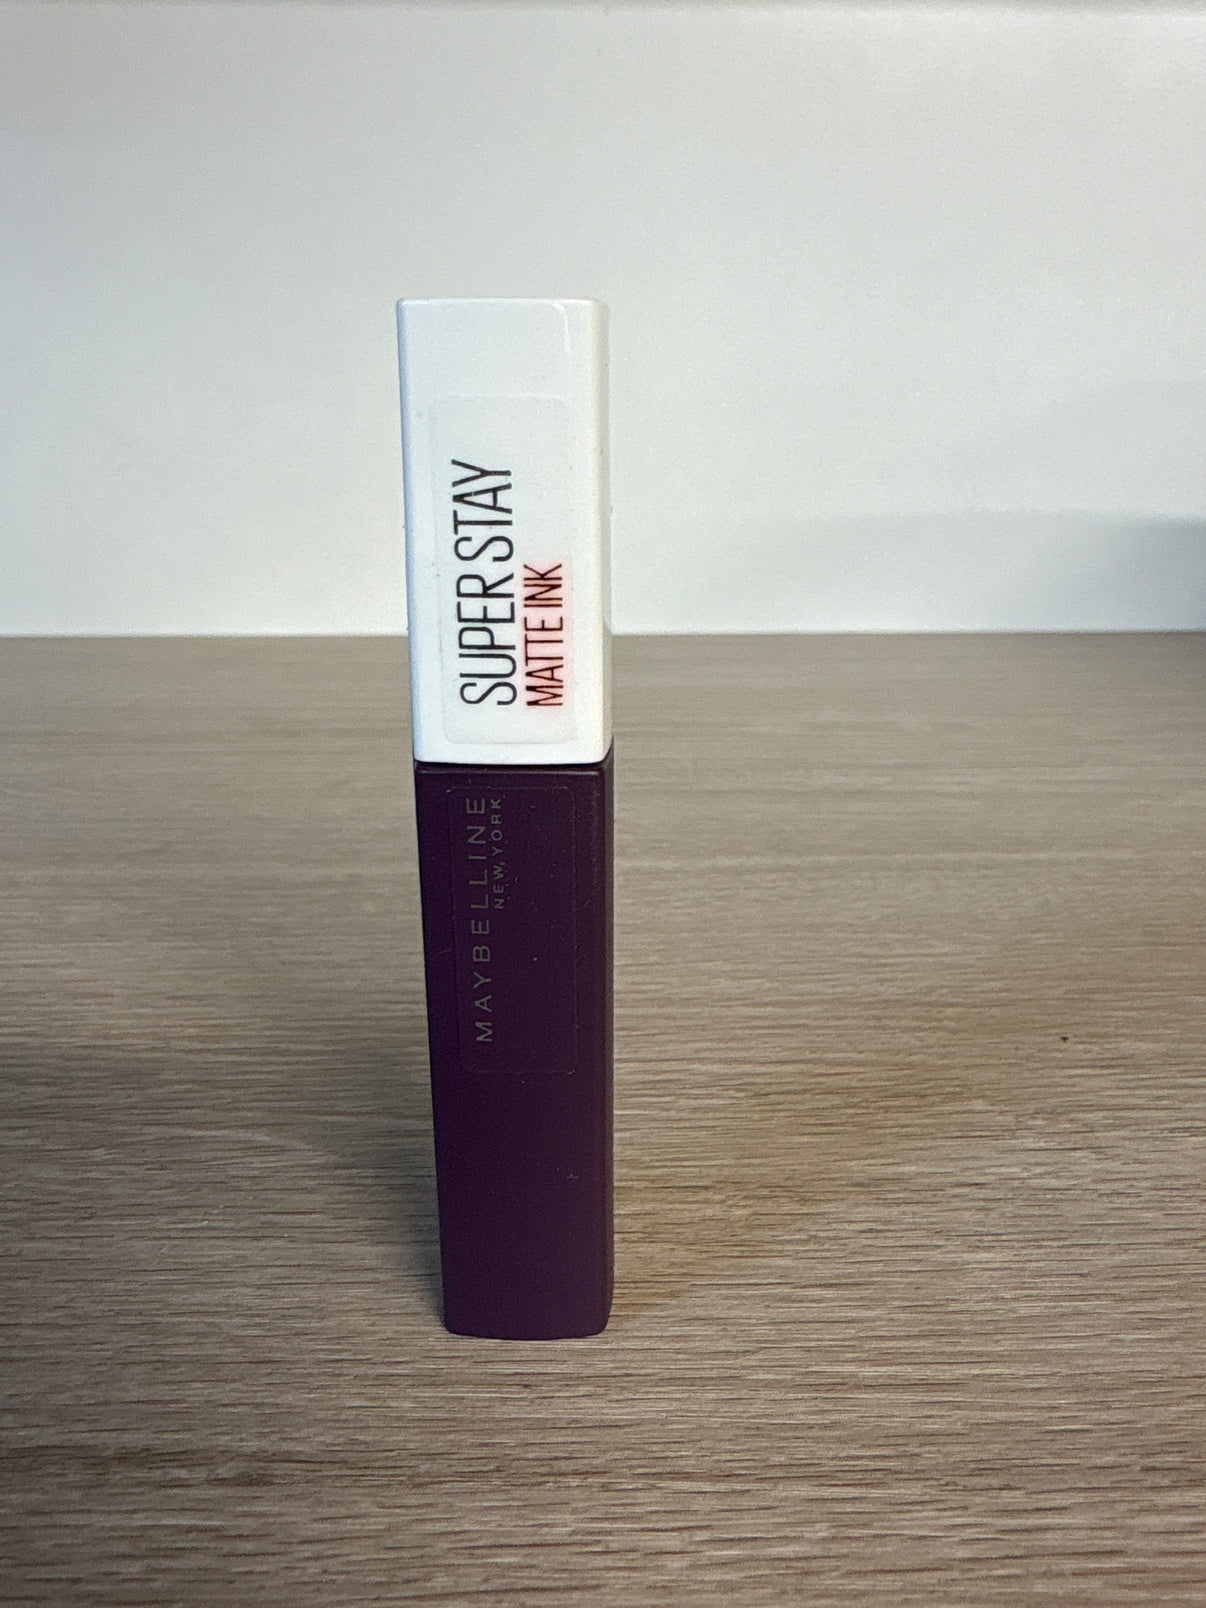 SUPER STAY
MATTE INK
MAYBELLINE
NEW YORK